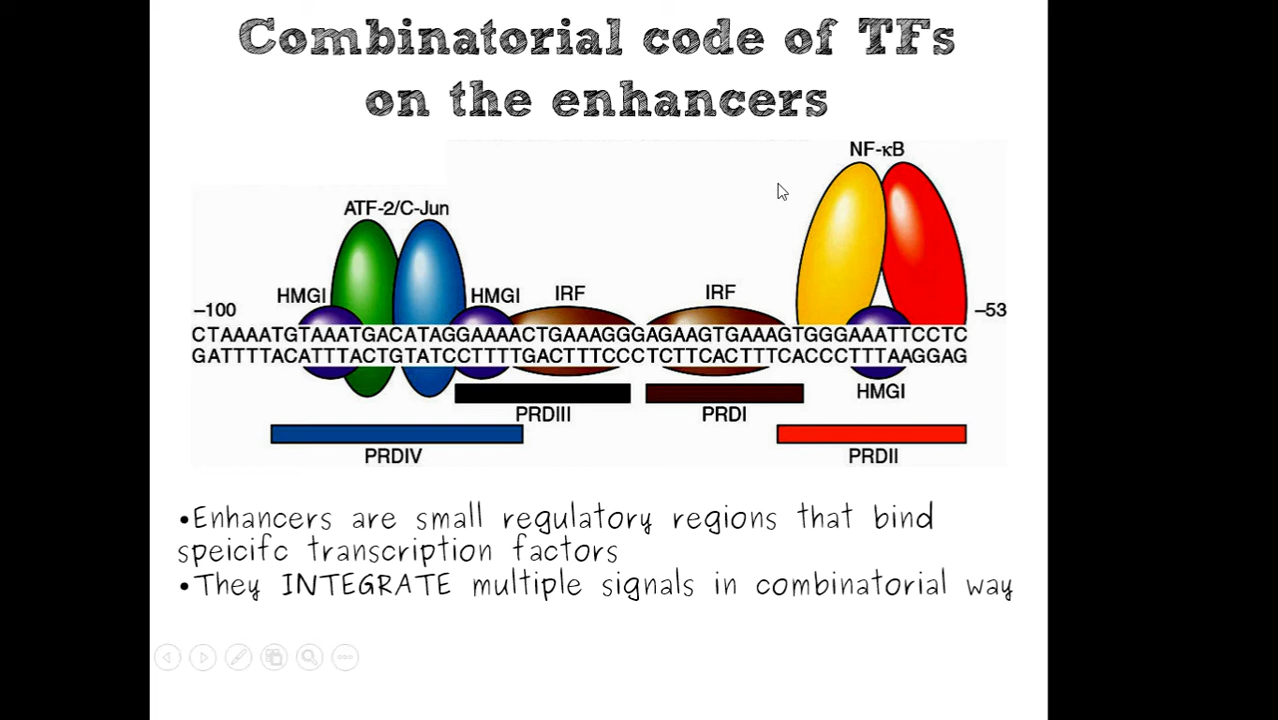 Combinatorial code of TFs
on the enhancers
NF-κB
ATF-2/C-Jun
HMGI
HMGI
IRF
IRF
–100
–53
CTAAAATGTAAATGACATAGGAAAACTGAAAGGGAGAAGTGAAAGTGGGAAATTCCTC
GATTTTACATTTACTGTATCCTTTTGACTTTCCCTCTTCACTTTCACCCTTTAAGGAG
HMGI
PRDIII
PRDI
PRDIV
PRDII
•Enhancers are small regulatory regions that bind
speicifc transcription factors
•They INTEGRATE multiple signals in combinatorial way